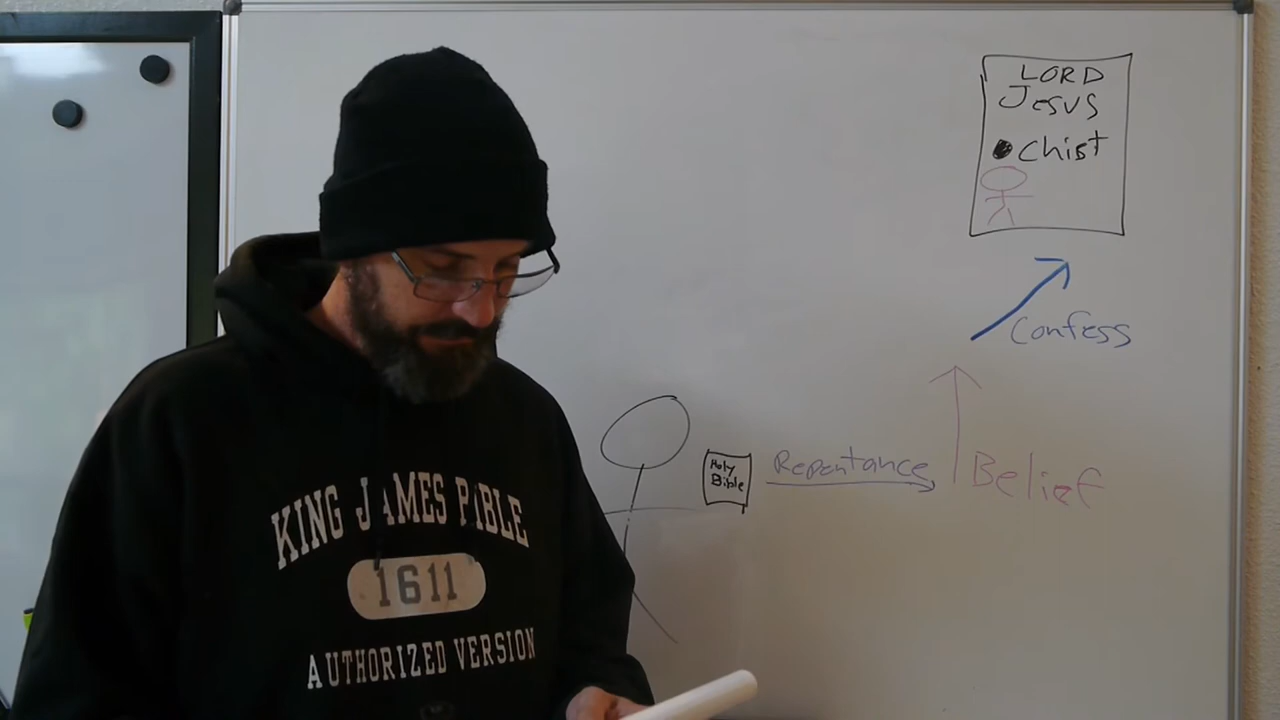 LORD
Jesus
Chist
Confess
Holy
Bible
Repentance
Belief
KING JAMES BIBLE
1611
AUTHORIZED VERSION